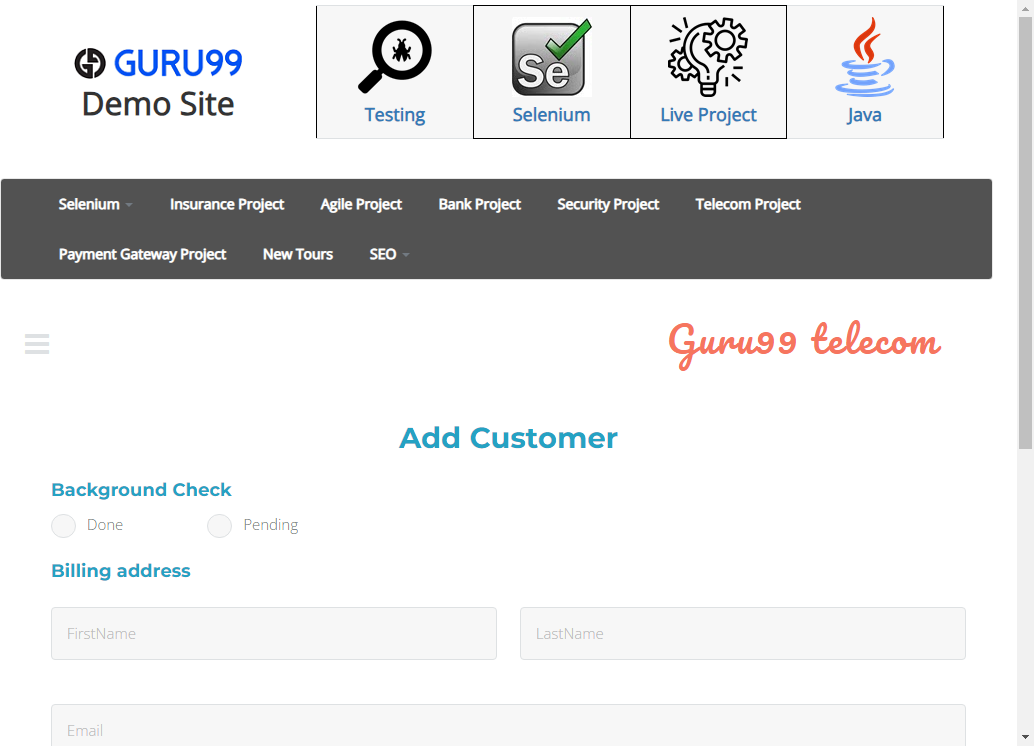 GURU99
Demo Site
Se
Testing
Selenium
Live Project
Java
Selenium
Insurance Project
Agile Project
Bank Project
Security Project
Telecom Project
Payment Gateway Project
New Tours
SEO
Guru99 telecom
Add Customer
Background Check
Done
Pending
Billing address
FirstName
LastName
Email